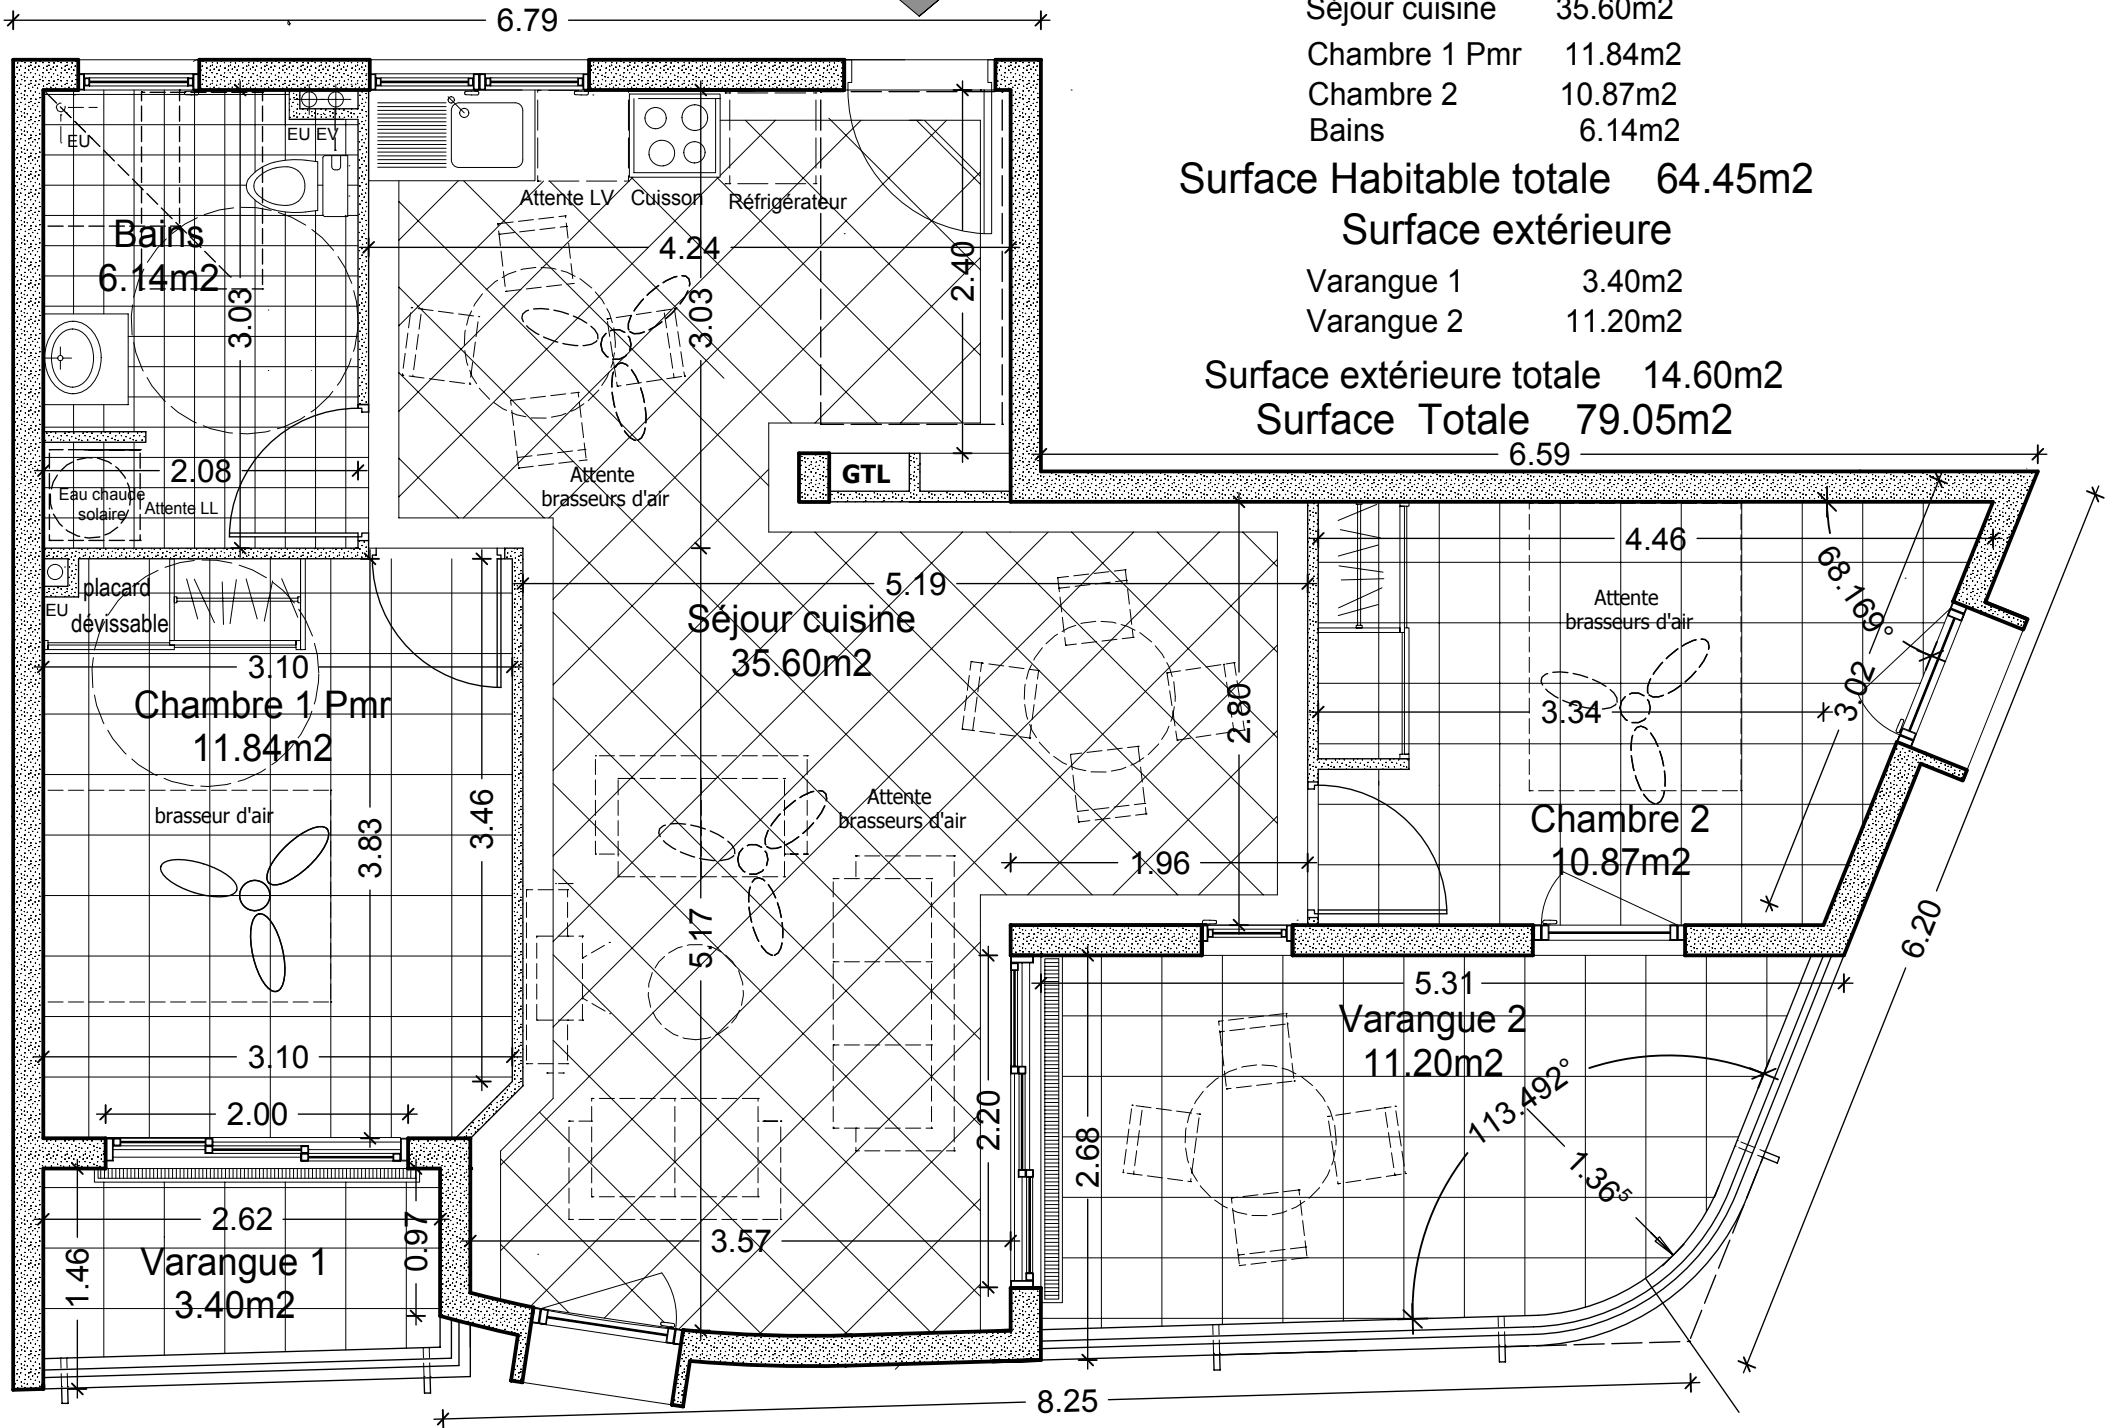 6.79
Séjour cuisine 35.60m2
Chambre 1 Pmr 11.84m2
Chambre 2 10.87m2
Bains 6.14m2
Surface Habitable totale 64.45m2
Surface extérieure
Varangue 1 3.40m2
Varangue 2 11.20m2
Surface extérieure totale 14.60m2
Surface Totale 79.05m2
6.59
EU
EU EV
Attente LV
Cuisson
Réfrigérateur
Bains
6.14m2
3.03
4.24
3.03
2.40
Attente
brasseurs d'air
GTL
2.08
Eau chaude
solaire
Attente LL
placard
dévissable
EU
3.10
Chambre 1 Pmr
11.84m2
brasseur d'air
3.83
3.46
3.10
2.00
5.19
Séjour cuisine
35.60m2
2.80
Attente
brasseurs d'air
1.96
5.17
2.20
3.57
4.46
68.169°
Attente
brasseurs d'air
3.02
3.34
Chambre 2
10.87m2
6.20
5.31
Varangue 2
11.20m2
113.492°
1.36⁵
2.68
2.62
0.97
1.46
Varangue 1
3.40m2
8.25